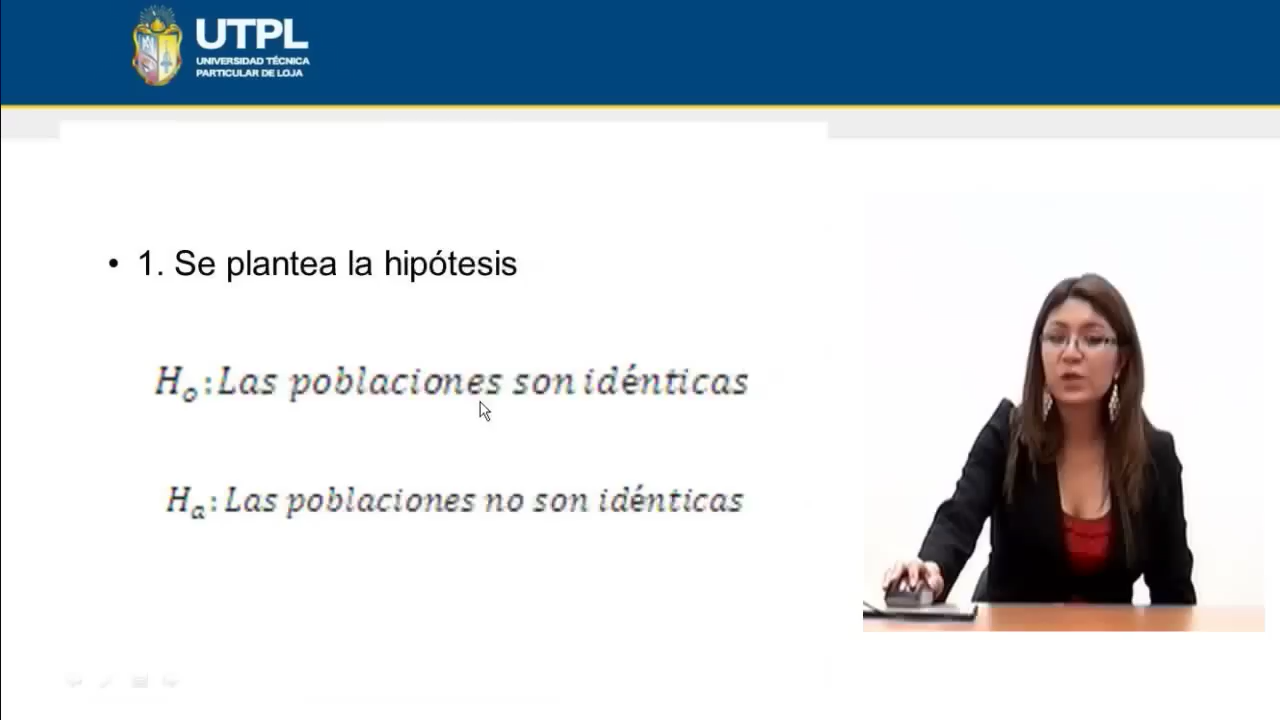 UTPL
UNIVERSIDAD TÉCNICA
PARTICULAR DE LOJA
• 1. Se plantea la hipótesis
Ho: Las poblaciones son idénticas
Ha: Las poblaciones no son idénticas